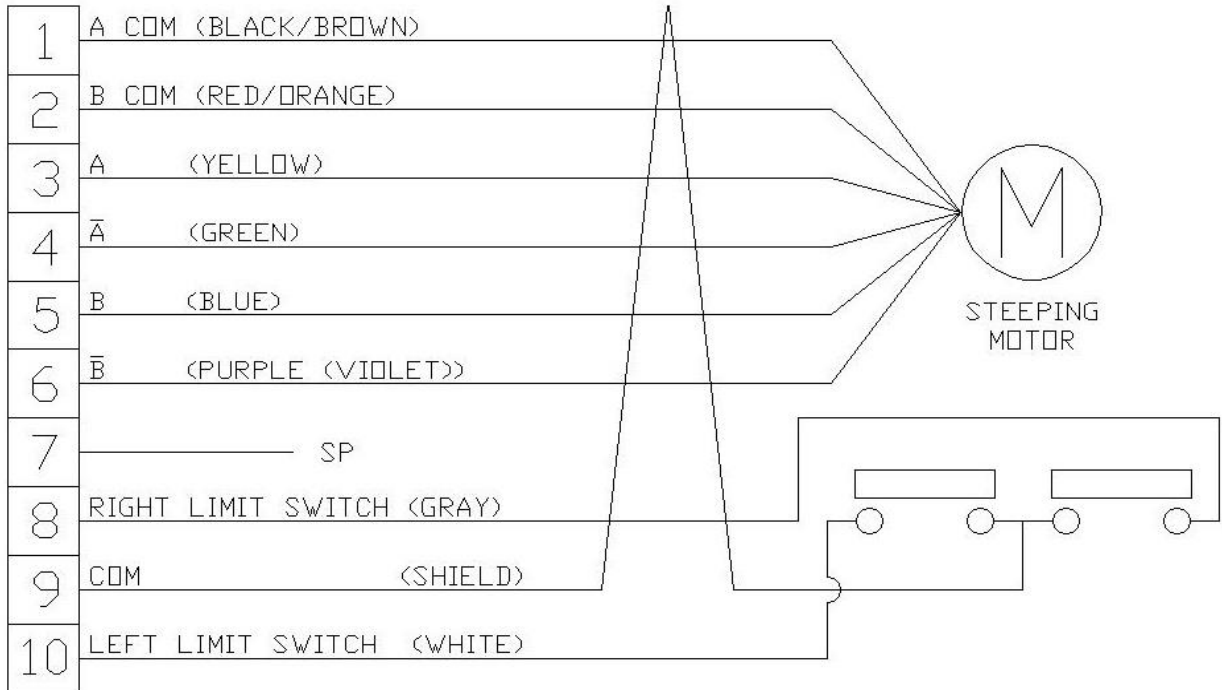 1 A COM (BLACK/BROWN)
2 B COM (RED/ORANGE)
3 A (YELLOW)
4 A̅ (GREEN)
5 B (BLUE)
6 B̅ (PURPLE (VIOLET))
M
STEEPING
MOTOR
7 SP
8 RIGHT LIMIT SWITCH (GRAY)
9 COM (SHIELD)
10 LEFT LIMIT SWITCH (WHITE)